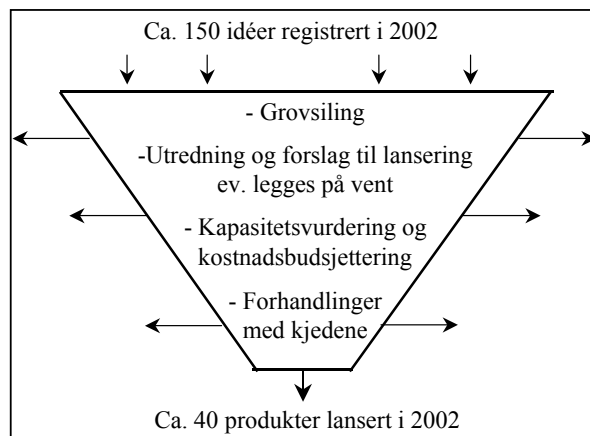 Ca. 150 idéer registrert i 2002
- Grovsiling
-Utredning og forslag til lansering
ev. legges på vent
- Kapasitetsvurdering og
kostnadsbudsjettering
- Forhandlinger
med kjedene
Ca. 40 produkter lansert i 2002